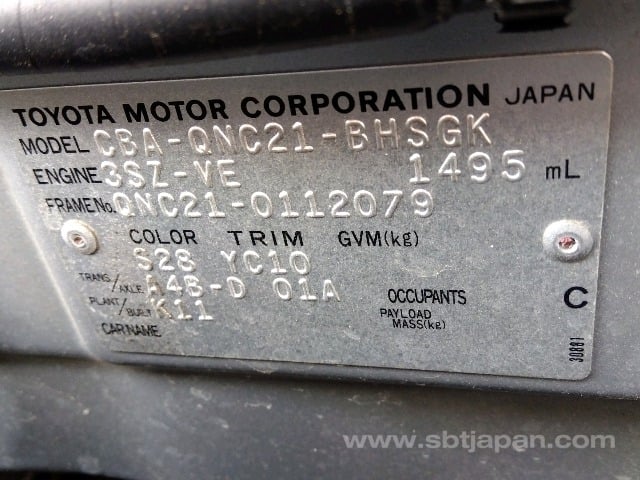 TOYOTA MOTOR CORPORATION JAPAN
MODEL CBA-QNC21-BHSGK
ENGINE 3SZ-VE 1495 mL
FRAME No. QNC21-0112079
COLOR TRIM GVM(kg)
S28 YC10
TRANS/AXLE A4B-D 01A OCCUPANTS C
PLANT/BUILT K11 PAYLOAD MASS(kg)
CAR NAME
30881
www.sbtjapan.com